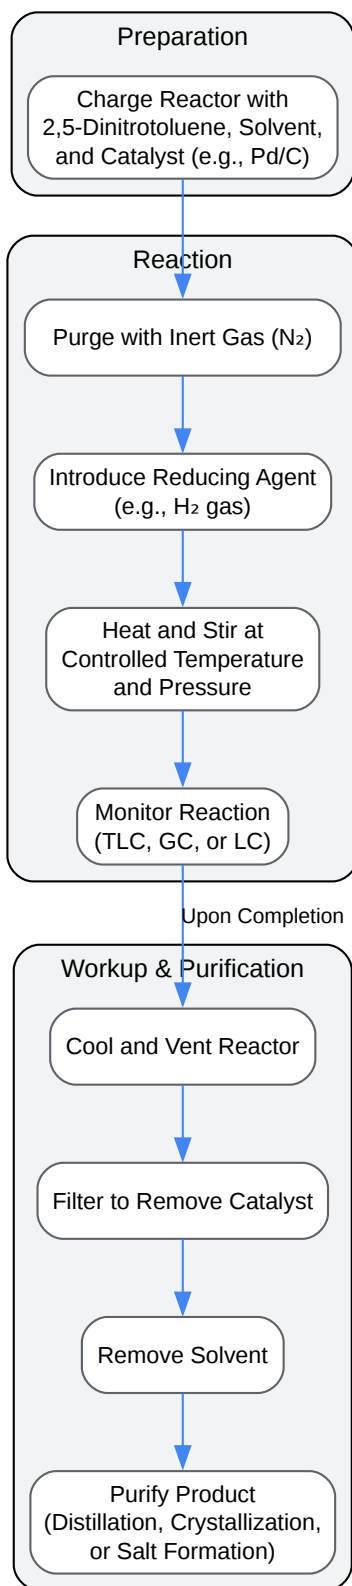 Preparation
Charge Reactor with
2,5-Dinitrotoluene, Solvent,
and Catalyst (e.g., Pd/C)
Reaction
Purge with Inert Gas (N₂)
Introduce Reducing Agent
(e.g., H₂ gas)
Heat and Stir at
Controlled Temperature
and Pressure
Monitor Reaction
(TLC, GC, or LC)
Upon Completion
Workup & Purification
Cool and Vent Reactor
Filter to Remove Catalyst
Remove Solvent
Purify Product
(Distillation, Crystallization,
or Salt Formation)